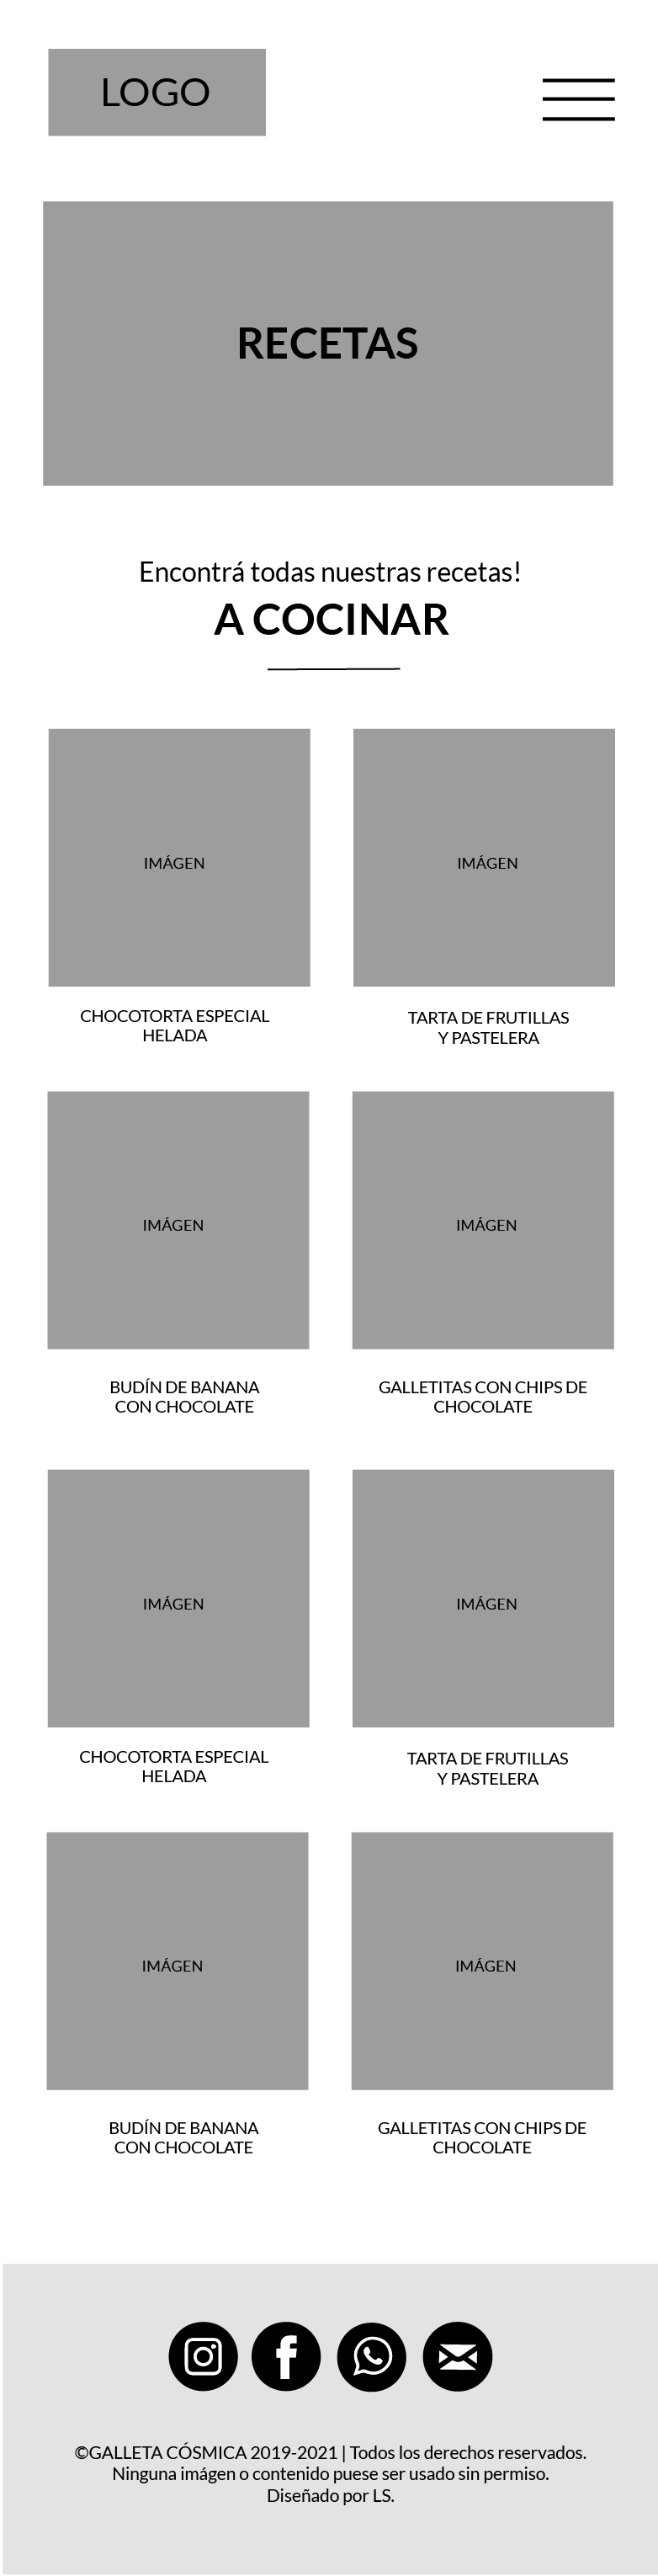 LOGO
RECETAS
Encontrá todas nuestras recetas!
A COCINAR
IMÁGEN
IMÁGEN
CHOCOTORTA ESPECIAL
HELADA
TARTA DE FRUTILLAS
Y PASTELERA
IMÁGEN
IMÁGEN
BUDÍN DE BANANA
CON CHOCOLATE
GALLETITAS CON CHIPS DE
CHOCOLATE
IMÁGEN
IMÁGEN
CHOCOTORTA ESPECIAL
HELADA
TARTA DE FRUTILLAS
Y PASTELERA
IMÁGEN
IMÁGEN
BUDÍN DE BANANA
CON CHOCOLATE
GALLETITAS CON CHIPS DE
CHOCOLATE
©GALLETA CÓSMICA 2019-2021 | Todos los derechos reservados.
Ninguna imágen o contenido puese ser usado sin permiso.
Diseñado por LS.